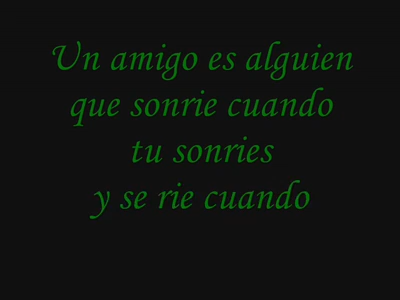 Un amigo es alguien
que sonrie cuando
tu sonries
y se rie cuando